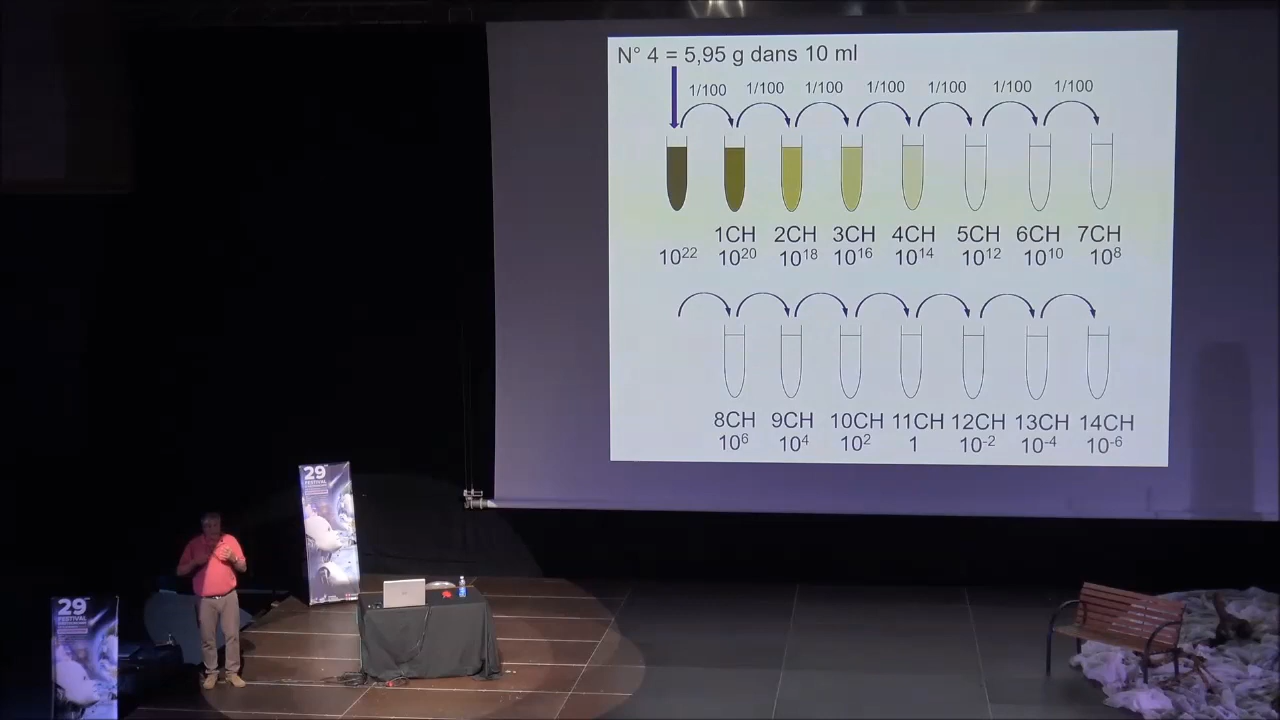 N° 4 = 5,95 g dans 10 ml
1/100 1/100 1/100 1/100 1/100 1/100 1/100
1CH 2CH 3CH 4CH 5CH 6CH 7CH
10²² 10²⁰ 10¹⁸ 10¹⁶ 10¹⁴ 10¹² 10¹⁰ 10⁸
8CH 9CH 10CH 11CH 12CH 13CH 14CH
10⁶ 10⁴ 10² 1 10⁻² 10⁻⁴ 10⁻⁶
29
FESTIVAL
29
FESTIVAL